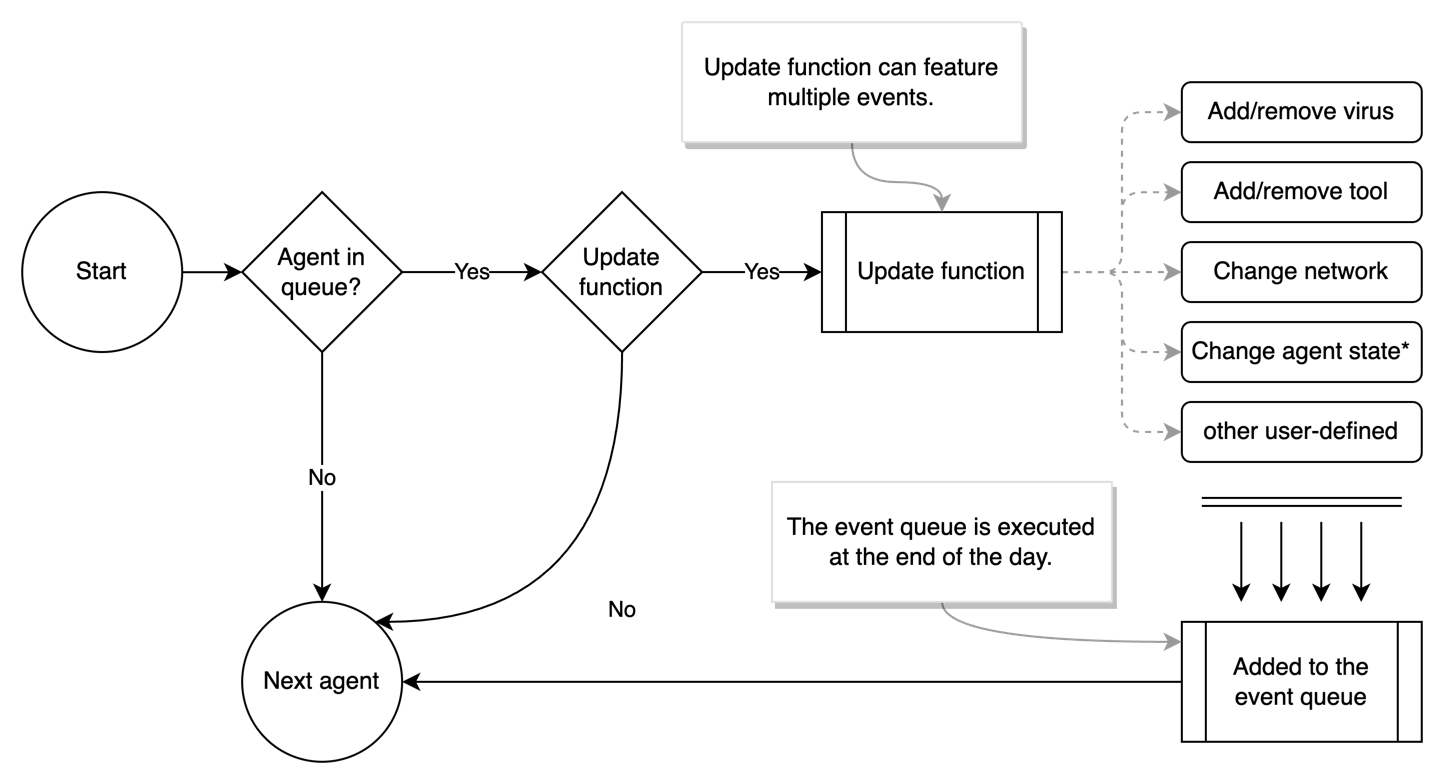 Update function can feature
multiple events.
Add/remove virus
Add/remove tool
Start
Agent in
queue?
Yes
Update
function
Yes
Update function
Change network
Change agent state*
other user-defined
No
The event queue is executed
at the end of the day.
No
Next agent
Added to the
event queue